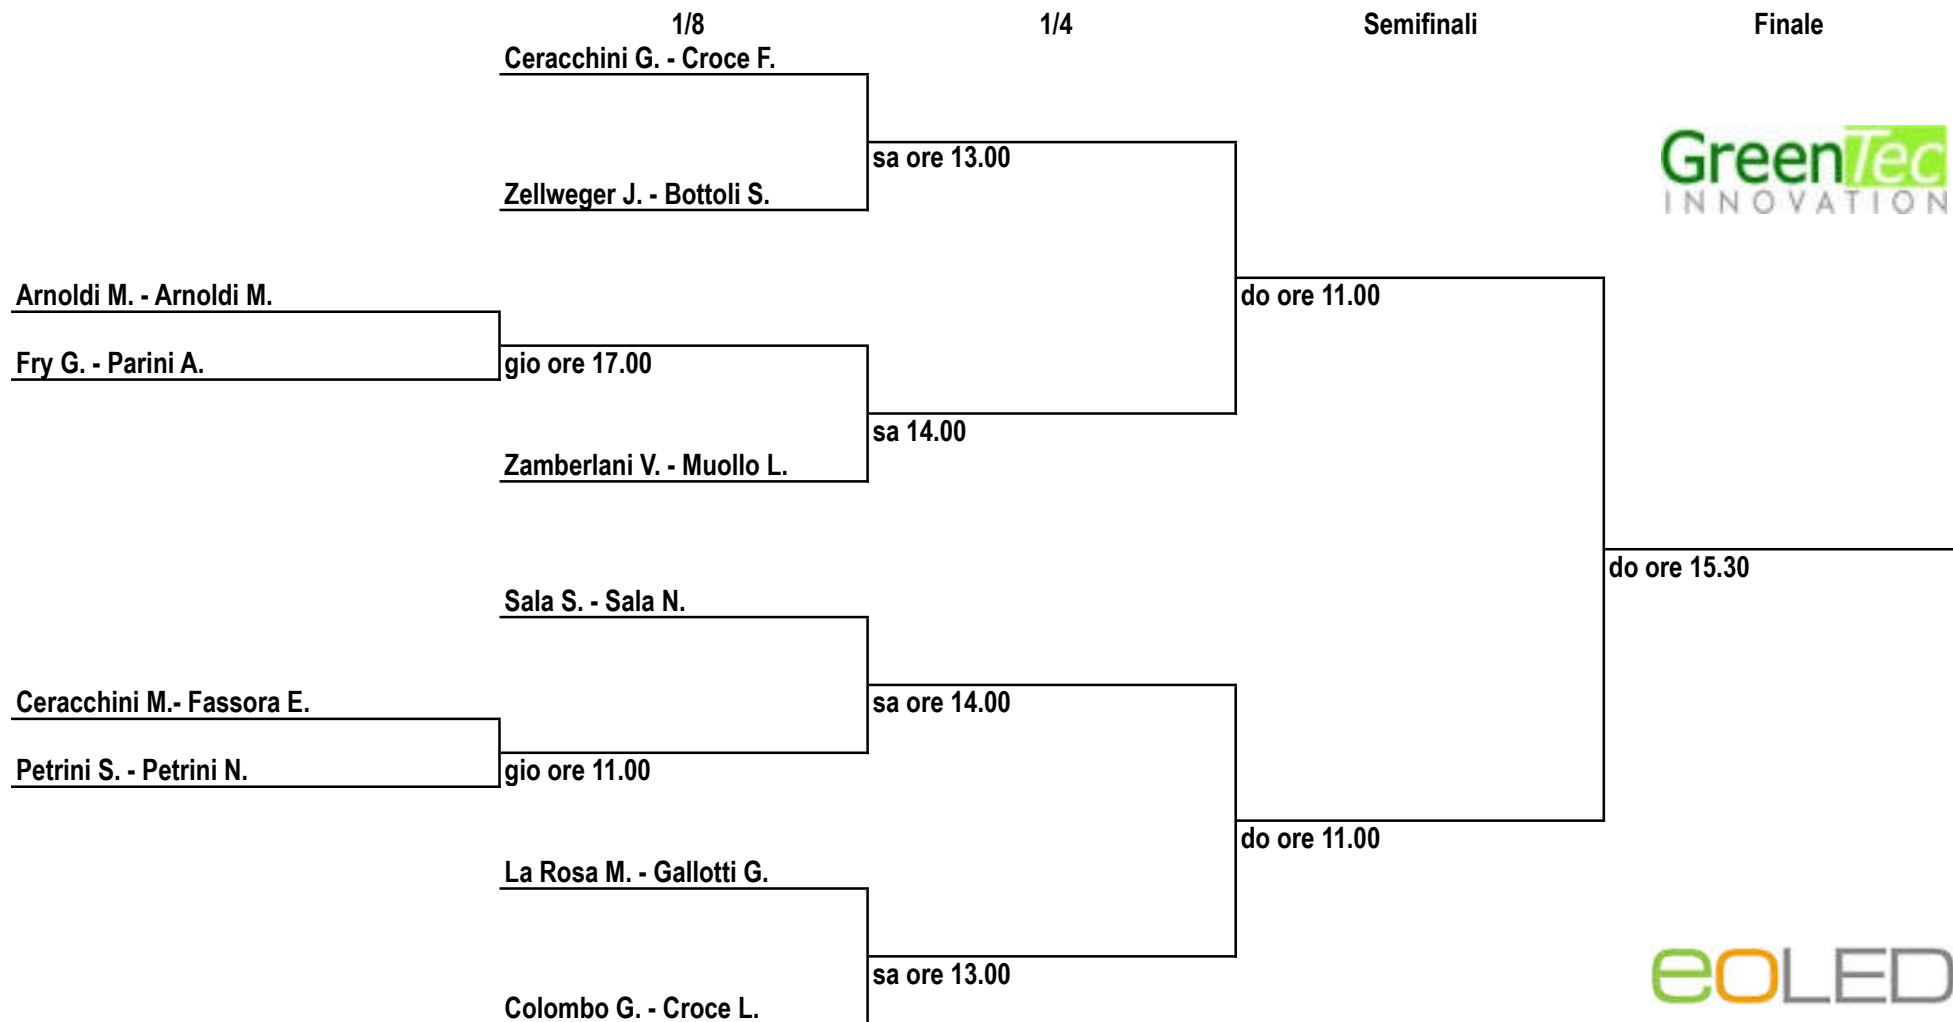 1/8 1/4 Semifinali Finale
Ceracchini G. - Croce F.
GreenTec
INNOVATION
sa ore 13.00
Zellweger J. - Bottoli S.
Arnoldi M. - Arnoldi M.
do ore 11.00
Fry G. - Parini A.
gio ore 17.00
sa 14.00
Zamberlani V. - Muollo L.
do ore 15.30
Sala S. - Sala N.
Ceracchini M.- Fassora E.
sa ore 14.00
Petrini S. - Petrini N.
gio ore 11.00
do ore 11.00
La Rosa M. - Gallotti G.
sa ore 13.00
eOLED
Colombo G. - Croce L.